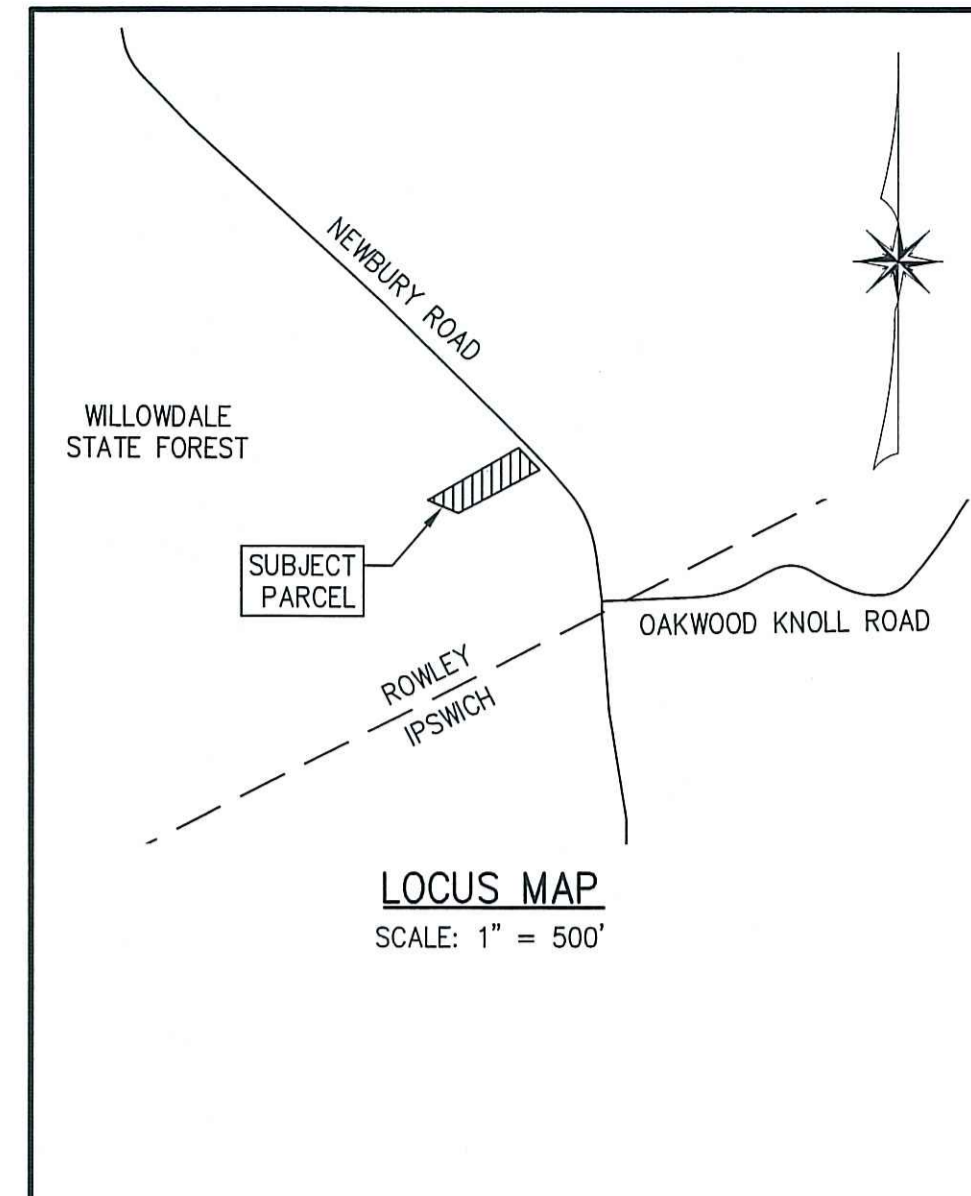 NEWBURY ROAD
WILLOWDALE
STATE FOREST
SUBJECT
PARCEL
OAKWOOD KNOLL ROAD
ROWLEY
IPSWICH
LOCUS MAP
SCALE: 1" = 500'